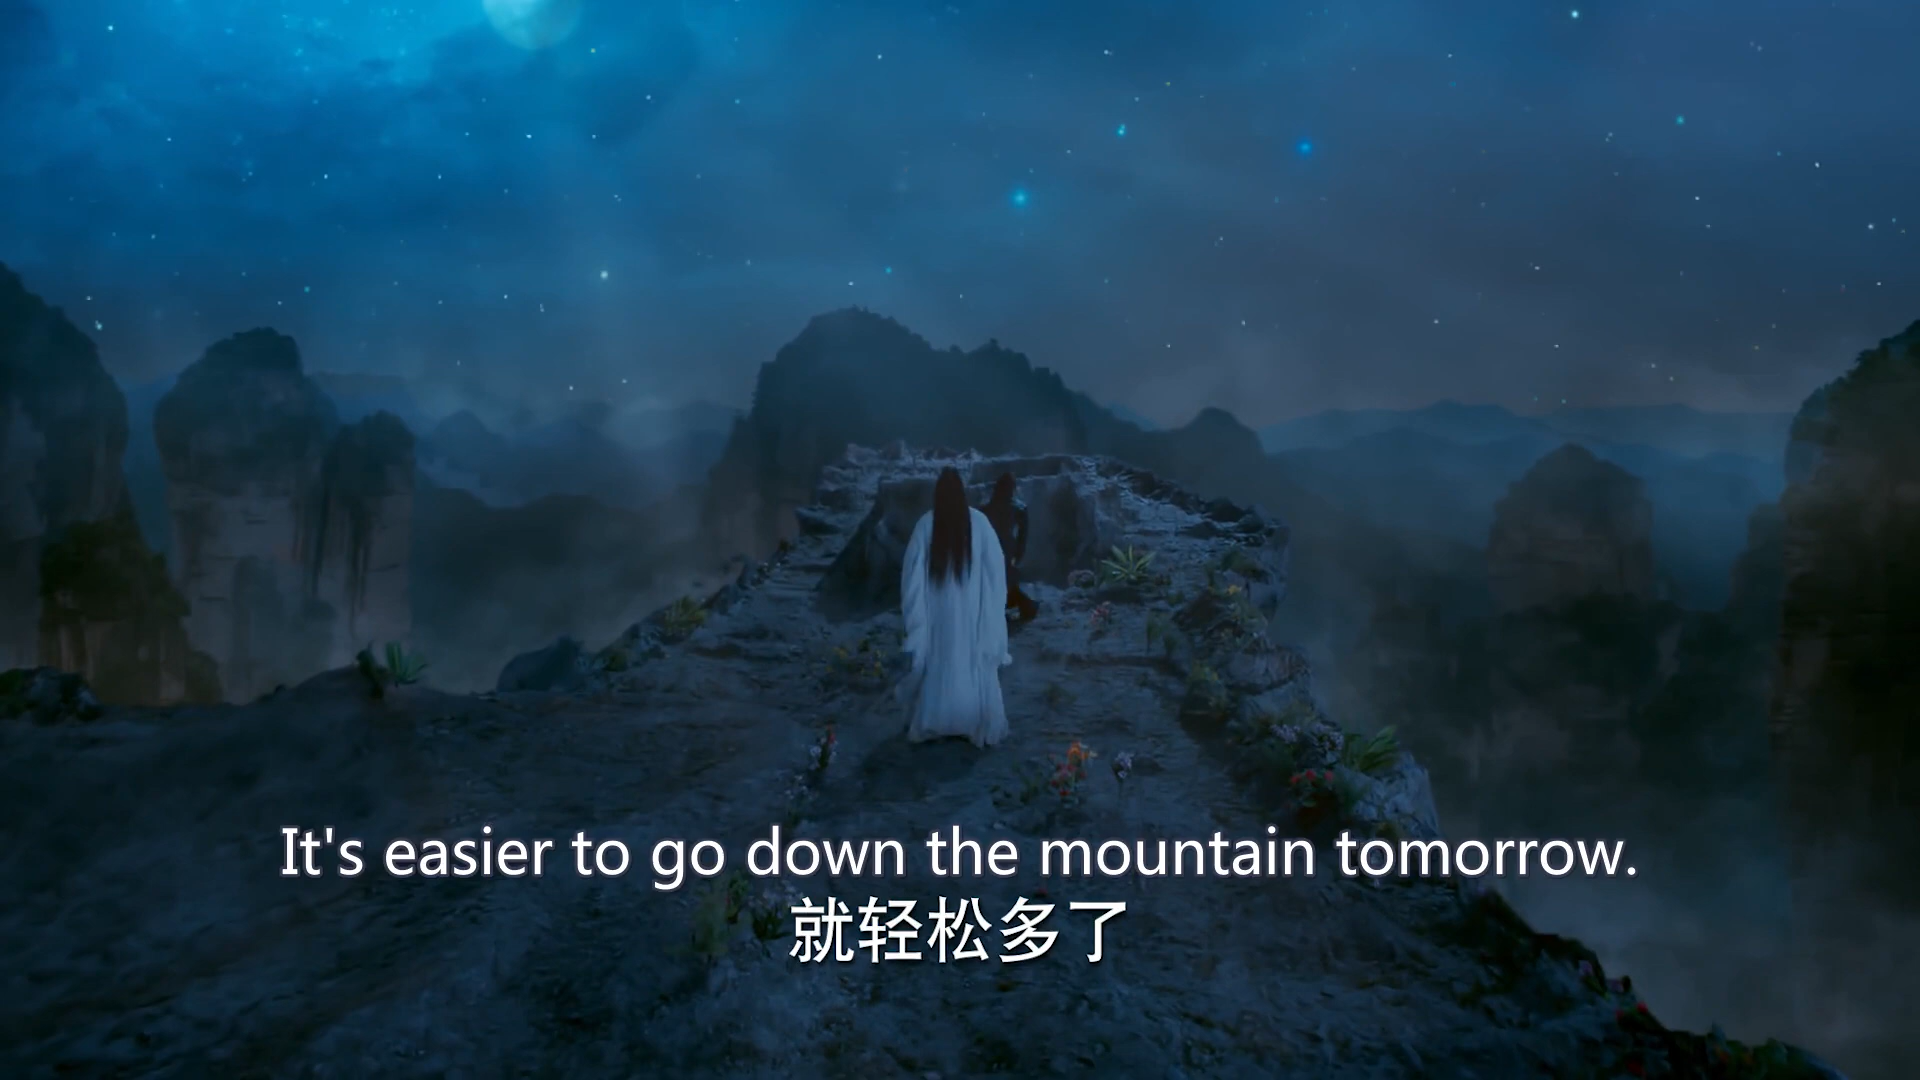 It's easier to go down the mountain tomorrow.
就轻松多了